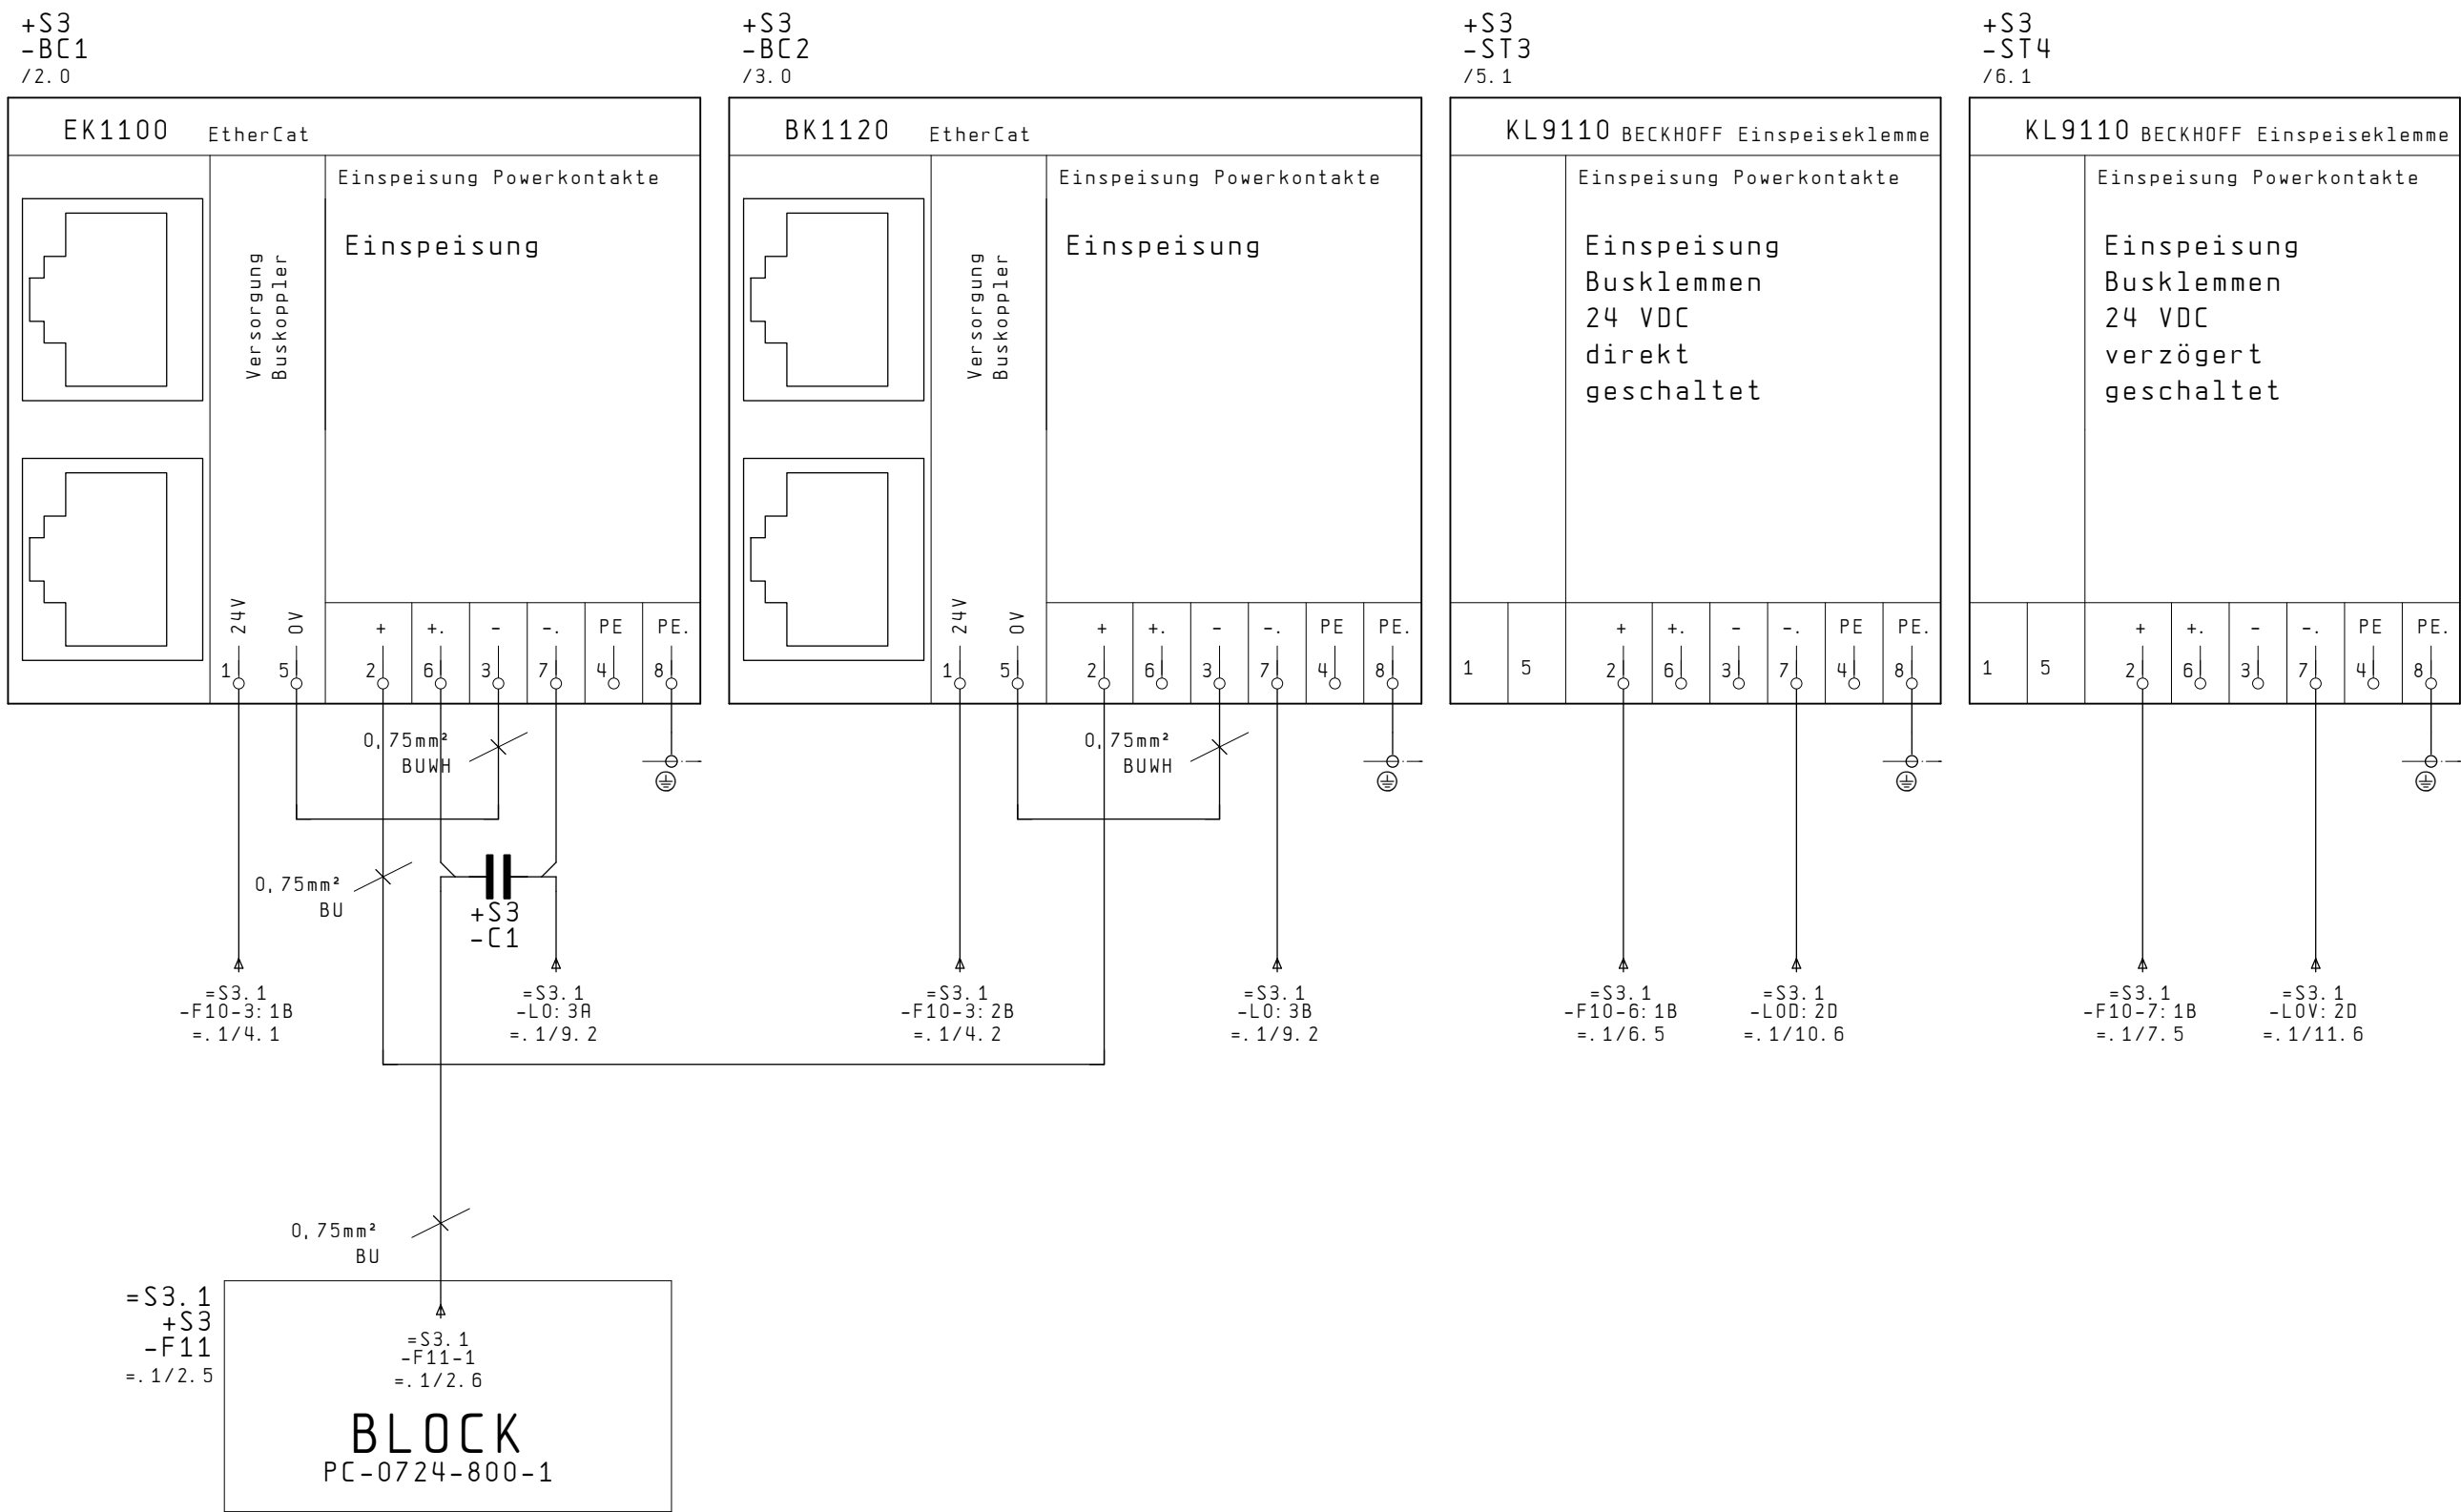 +S3
-BC1
/2.0
EK1100 EtherCat
Einspeisung Powerkontakte
Einspeisung
Versorgung
Buskoppler
24V
0V
+ +. - -. PE PE.
1 5 2 6 3 7 4 8
0,75mm²
BUWH
0,75mm²
BU
+S3
-C1
=S3.1
-F10-3:1B
=.1/4.1
=S3.1
-L0:3A
=.1/9.2
0,75mm²
BU
=S3.1
+S3
-F11
=.1/2.5
=S3.1
-F11-1
=.1/2.6
BLOCK
PC-0724-800-1
+S3
-BC2
/3.0
BK1120 EtherCat
Einspeisung Powerkontakte
Einspeisung
Versorgung
Buskoppler
24V
0V
+ +. - -. PE PE.
1 5 2 6 3 7 4 8
0,75mm²
BUWH
=S3.1
-F10-3:2B
=.1/4.2
=S3.1
-L0:3B
=.1/9.2
+S3
-ST3
/5.1
KL9110 BECKHOFF Einspeiseklemme
Einspeisung Powerkontakte
Einspeisung
Busklemmen
24 VDC
direkt
geschaltet
+ +. - -. PE PE.
1 5 2 6 3 7 4 8
=S3.1
-F10-6:1B
=.1/6.5
=S3.1
-L0D:2D
=.1/10.6
+S3
-ST4
/6.1
KL9110 BECKHOFF Einspeiseklemme
Einspeisung Powerkontakte
Einspeisung
Busklemmen
24 VDC
verzögert
geschaltet
+ +. - -. PE PE.
1 5 2 6 3 7 4 8
=S3.1
-F10-7:1B
=.1/7.5
=S3.1
-L0V:2D
=.1/11.6